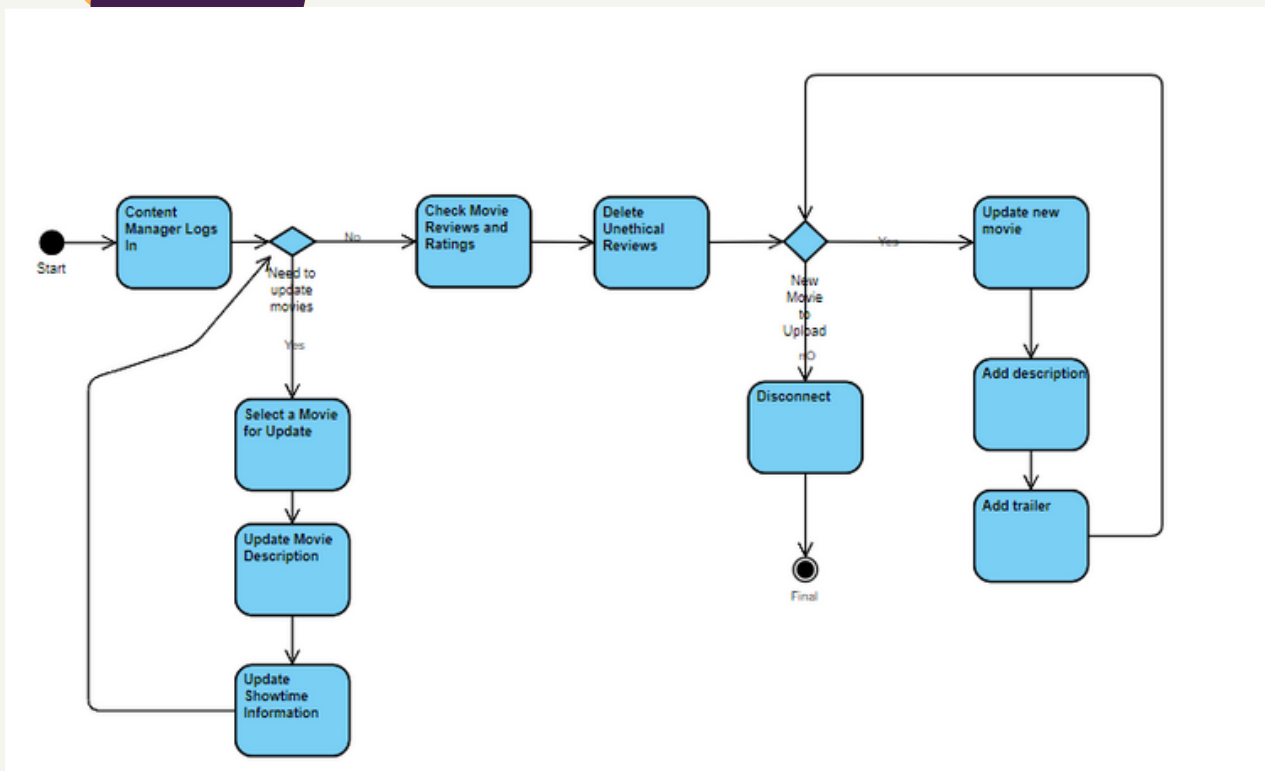 Start
Content
Manager Logs
In
Need to
update
movies
No
Yes
Select a Movie
for Update
Update Movie
Description
Update
Showtime
Information
Check Movie
Reviews and
Ratings
Delete
Unethical
Reviews
New
Movie
to
Upload
nO
Yes
Disconnect
Final
Update new
movie
Add description
Add trailer